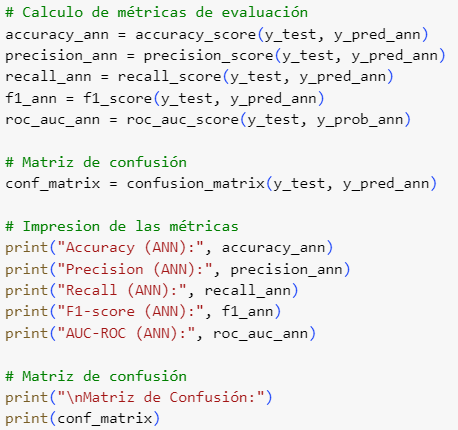 # Calculo de métricas de evaluación
accuracy_ann = accuracy_score(y_test, y_pred_ann)
precision_ann = precision_score(y_test, y_pred_ann)
recall_ann = recall_score(y_test, y_pred_ann)
f1_ann = f1_score(y_test, y_pred_ann)
roc_auc_ann = roc_auc_score(y_test, y_prob_ann)

# Matriz de confusión
conf_matrix = confusion_matrix(y_test, y_pred_ann)

# Impresion de las métricas
print("Accuracy (ANN):", accuracy_ann)
print("Precision (ANN):", precision_ann)
print("Recall (ANN):", recall_ann)
print("F1-score (ANN):", f1_ann)
print("AUC-ROC (ANN):", roc_auc_ann)

# Matriz de confusión
print("\nMatriz de Confusión:")
print(conf_matrix)